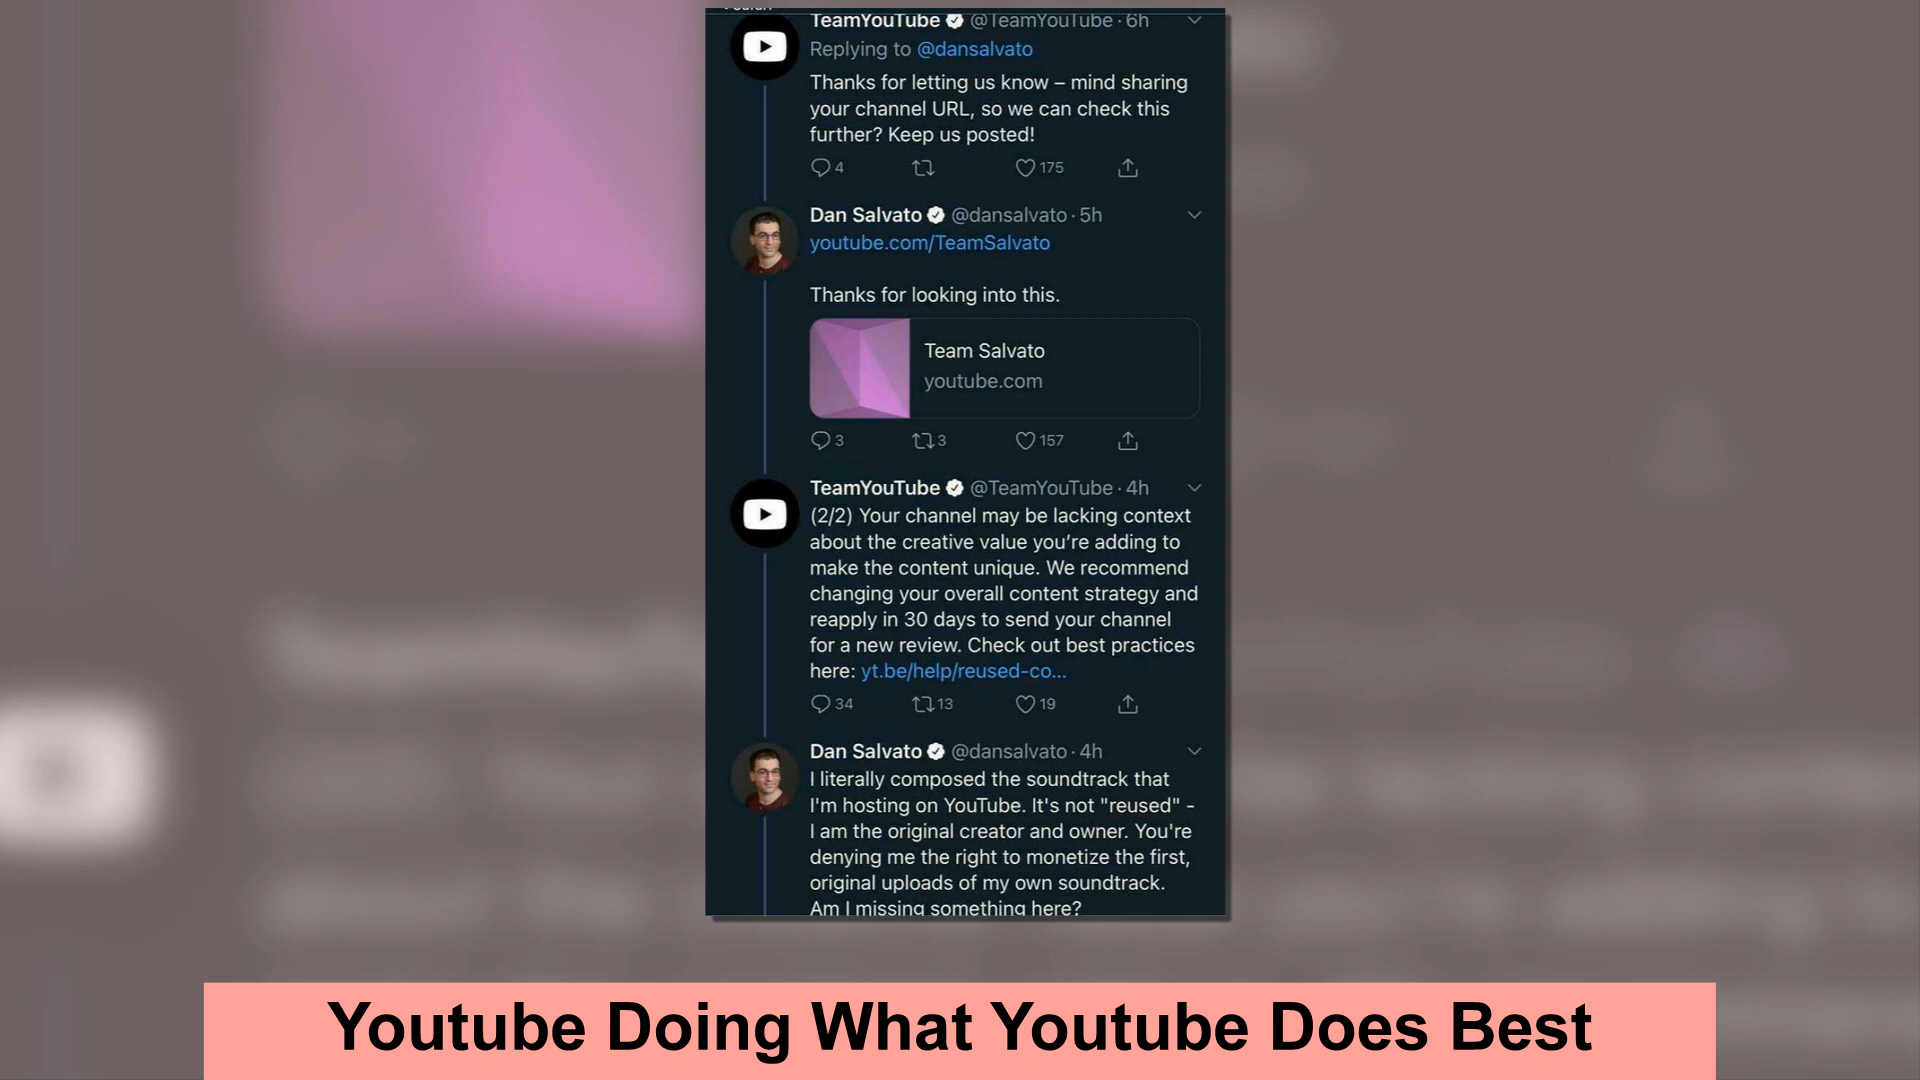 TeamYouTube @TeamYouTube · 6h
Replying to @dansalvato
Thanks for letting us know – mind sharing
your channel URL, so we can check this
further? Keep us posted!
4 175
Dan Salvato @dansalvato · 5h
youtube.com/TeamSalvato
Thanks for looking into this.
Team Salvato
youtube.com
3 3 157
TeamYouTube @TeamYouTube · 4h
(2/2) Your channel may be lacking context
about the creative value you’re adding to
make the content unique. We recommend
changing your overall content strategy and
reapply in 30 days to send your channel
for a new review. Check out best practices
here: yt.be/help/reused-co...
34 13 19
Dan Salvato @dansalvato · 4h
I literally composed the soundtrack that
I'm hosting on YouTube. It's not "reused" -
I am the original creator and owner. You're
denying me the right to monetize the first,
original uploads of my own soundtrack.
Am I missing something here?
Youtube Doing What Youtube Does Best